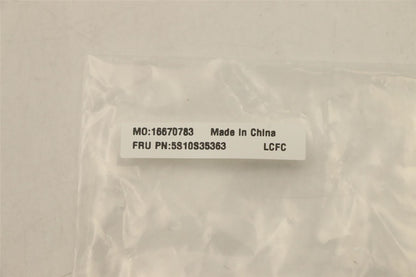 MO:16670783 Made In China
FRU PN:5S10S35363 LCFC